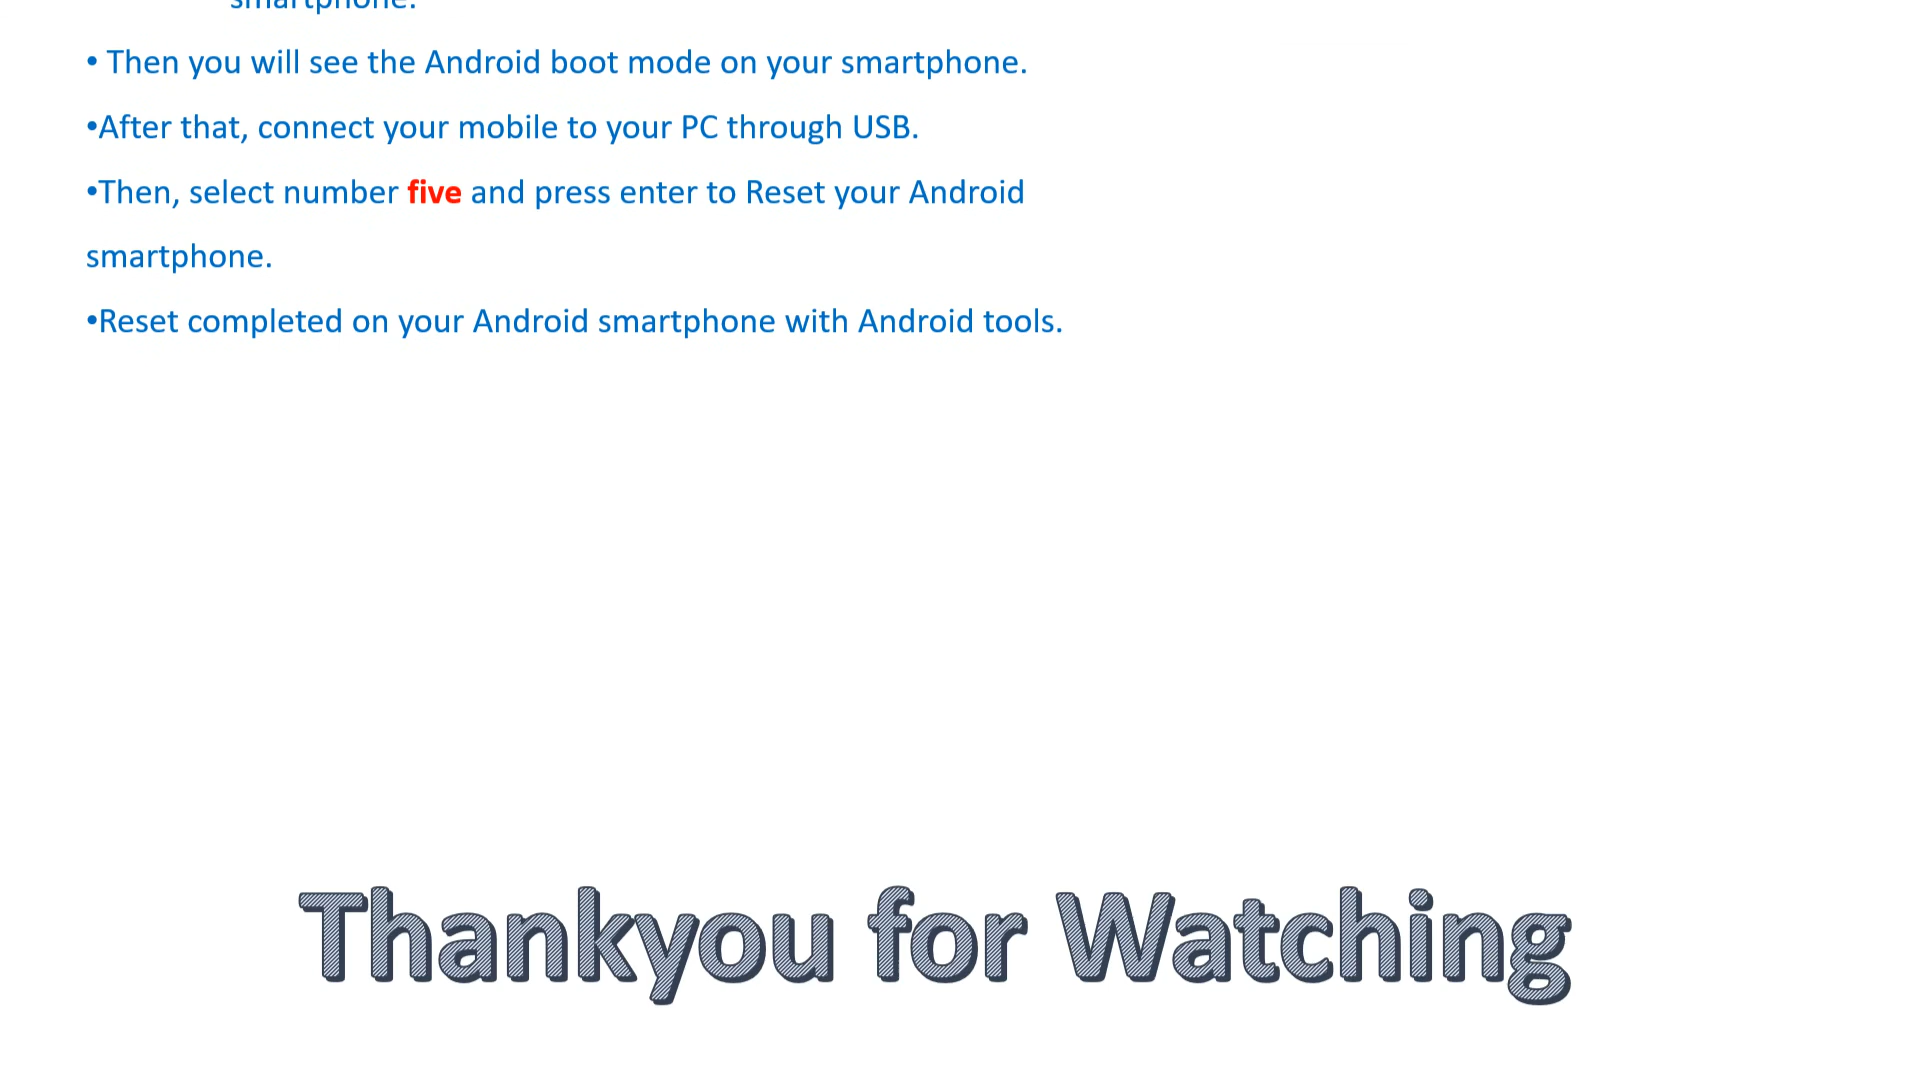 smartphone.
• Then you will see the Android boot mode on your smartphone.
•After that, connect your mobile to your PC through USB.
•Then, select number five and press enter to Reset your Android
smartphone.
•Reset completed on your Android smartphone with Android tools.
Thankyou for Watching